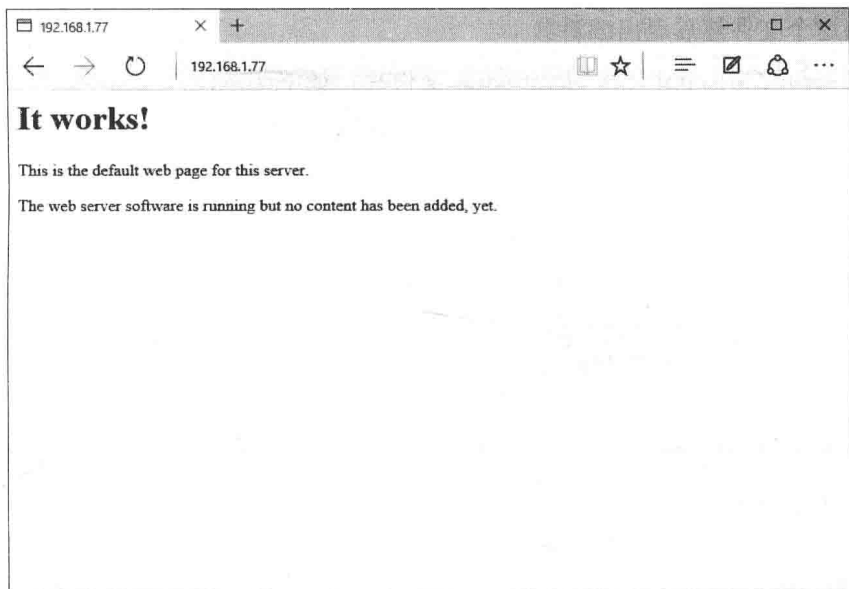 192.168.1.77
192.168.1.77
It works!
This is the default web page for this server.
The web server software is running but no content has been added, yet.